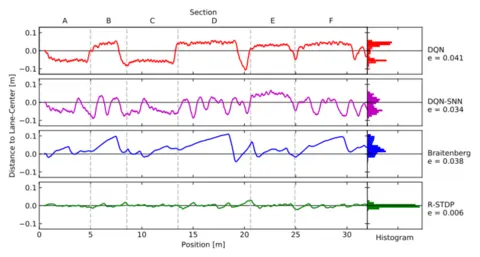 Section
A B C D E F
Distance to Lane-Center [m]
0.1
0.0
−0.1
DQN
e = 0.041
0.1
0.0
−0.1
DQN-SNN
e = 0.034
0.1
0.0
−0.1
Braitenberg
e = 0.038
0.1
0.0
−0.1
R-STDP
e = 0.006
0 5 10 15 20 25 30
Position [m]
Histogram